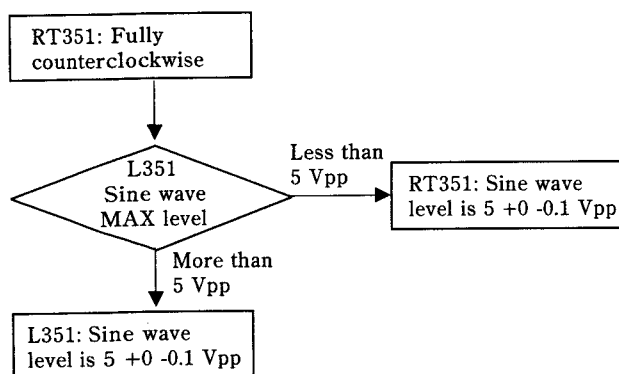 RT351: Fully
counterclockwise
L351
Sine wave
MAX level
Less than
5 Vpp
RT351: Sine wave
level is 5 +0 -0.1 Vpp
More than
5 Vpp
L351: Sine wave
level is 5 +0 -0.1 Vpp